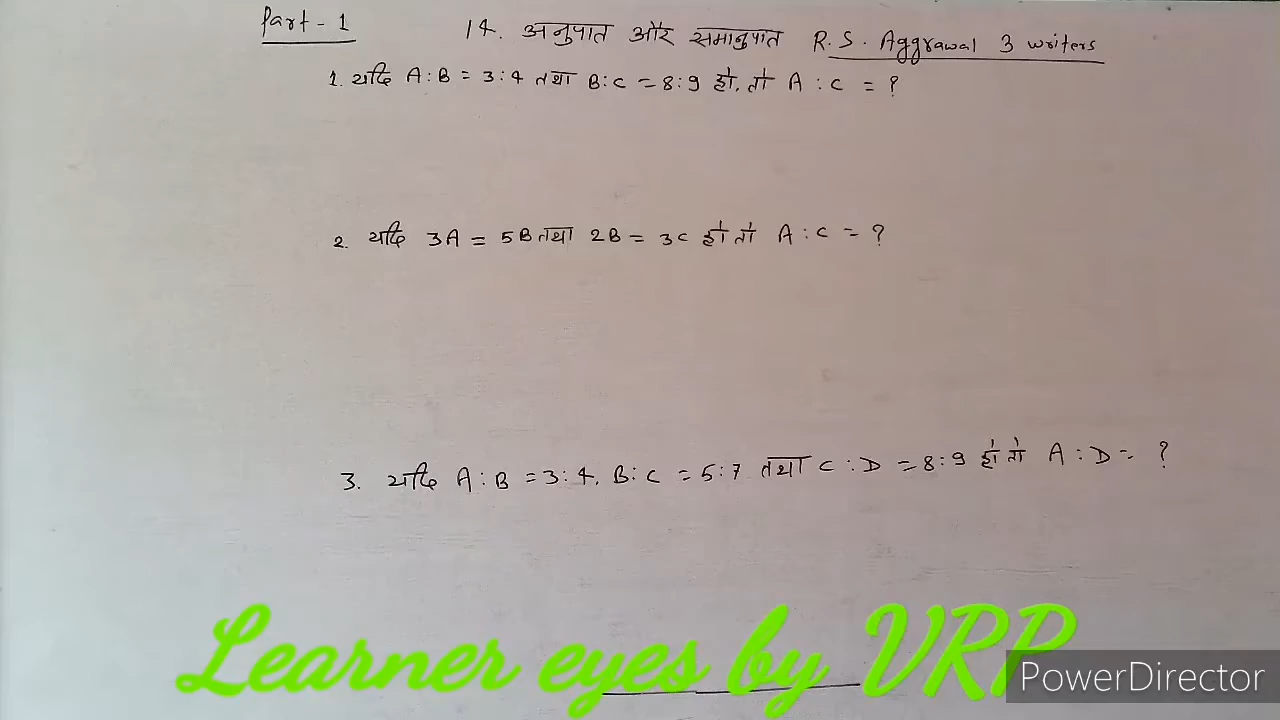 Part - 1
14. अनुपात और समानुपात R. S. Aggrawal 3 writers
1. यदि A : B = 3 : 4 तथा B : C = 8 : 9 हो, तो A : C = ?
2. यदि 3A = 5B तथा 2B = 3C हो तो A : C = ?
3. यदि A : B = 3 : 4, B : C = 5 : 7 तथा C : D = 8 : 9 हो तो A : D = ?
Learner eyes by VRP
PowerDirector